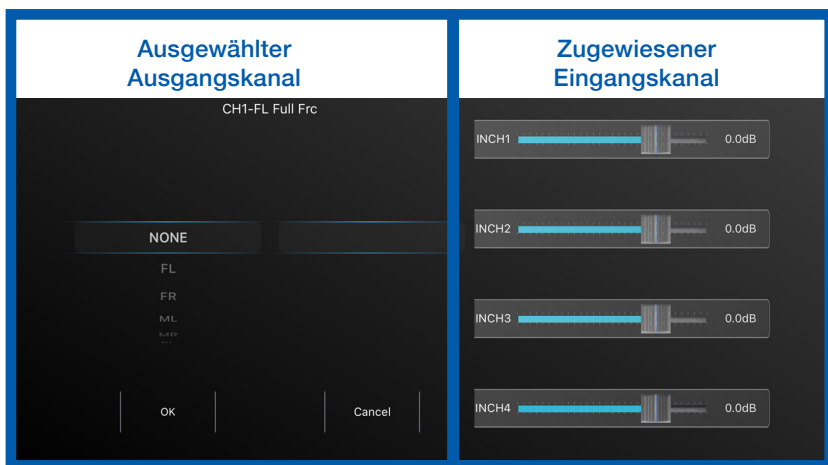 Ausgewählter
Ausgangskanal
CH1-FL Full Frc
NONE
FL
FR
ML
MR
OK
Cancel
Zugewiesener
Eingangskanal
INCH1
0.0dB
INCH2
0.0dB
INCH3
0.0dB
INCH4
0.0dB